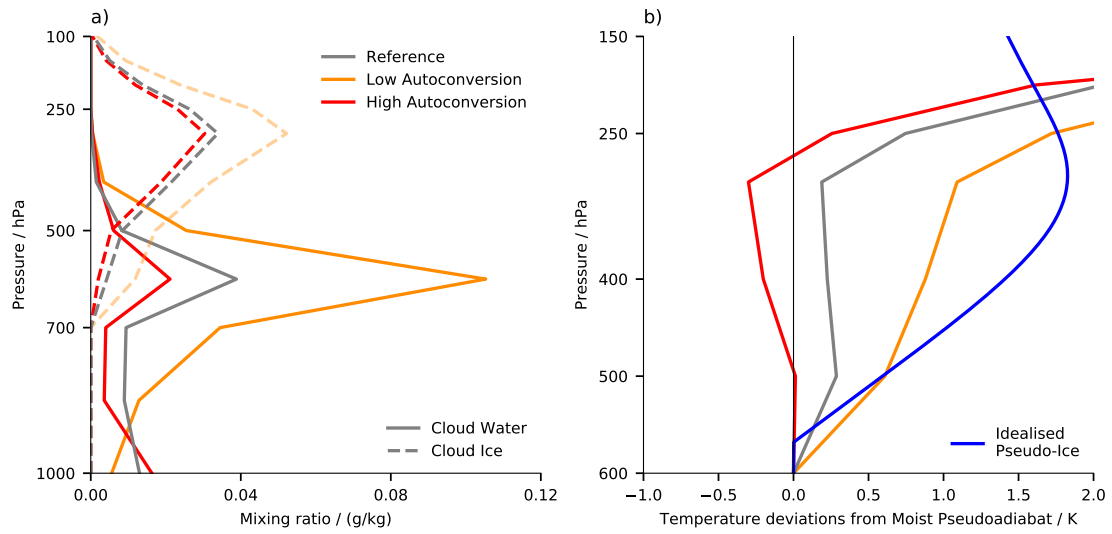 a)
100
250
500
700
1000
Pressure / hPa
0.00
0.04
0.08
0.12
Mixing ratio / (g/kg)
Reference
Low Autoconversion
High Autoconversion
Cloud Water
Cloud Ice
b)
150
250
400
500
600
Pressure / hPa
−1.0
−0.5
0.0
0.5
1.0
1.5
2.0
Temperature deviations from Moist Pseudoadiabat / K
Idealised
Pseudo-Ice